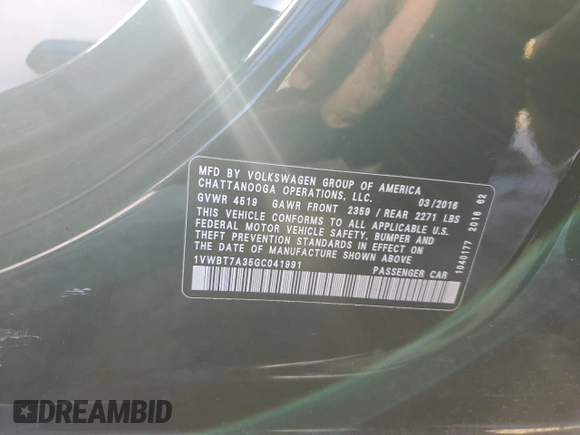 MFD BY VOLKSWAGEN GROUP OF AMERICA
CHATTANOOGA OPERATIONS, LLC. 03/2016
GVWR 4519 GAWR FRONT 2359 / REAR 2271 LBS
THIS VEHICLE CONFORMS TO ALL APPLICABLE U.S.
FEDERAL MOTOR VEHICLE SAFETY, BUMPER AND
THEFT PREVENTION STANDARDS IN EFFECT ON
THE DATE OF MANUFACTURE SHOWN ABOVE
1VWBT7A35GC041991 PASSENGER CAR
1040177 2016 62
DREAMBID